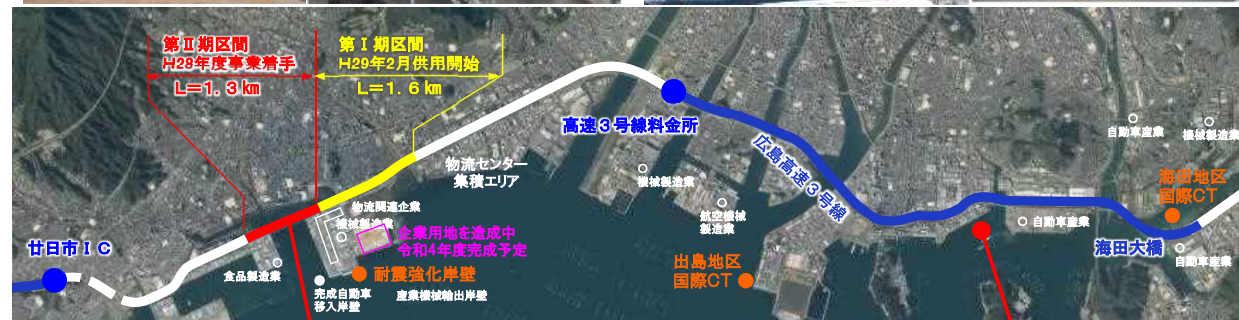 第Ⅱ期区間
H28年度事業着手
L=1.3㎞
第Ⅰ期区間
H29年2月供用開始
L=1.6㎞
高速3号線料金所
広島高速3号線
物流センター
集積エリア
機械製造業
航空機械
製造業
自動車産業
機械製造業
海田地区
国際CT
自動車産業
海田大橋
自動車産業
出島地区
国際CT
物流関連企業
機械製造業
企業用地を造成中
令和4年度完成予定
廿日市IC
食品製造業
耐震強化岸壁
完成自動車
移入岸壁
産業機械輸出岸壁